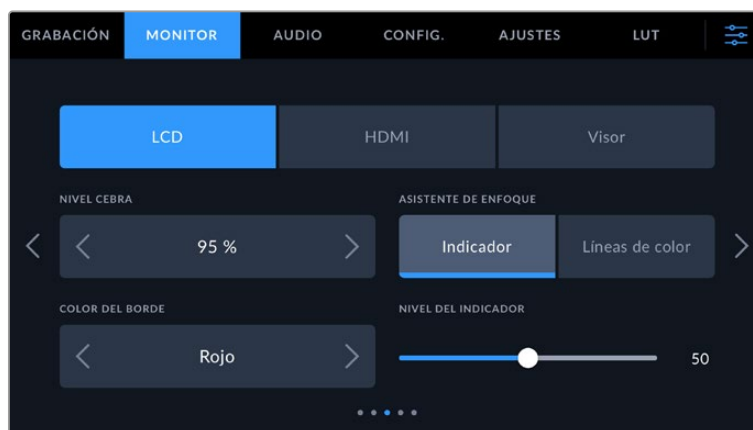 GRABACIÓN MONITOR AUDIO CONFIG. AJUSTES LUT
LCD HDMI Visor
NIVEL CEBRA ASISTENTE DE ENFOQUE
95 % Indicador Líneas de color
COLOR DEL BORDE NIVEL DEL INDICADOR
Rojo 50